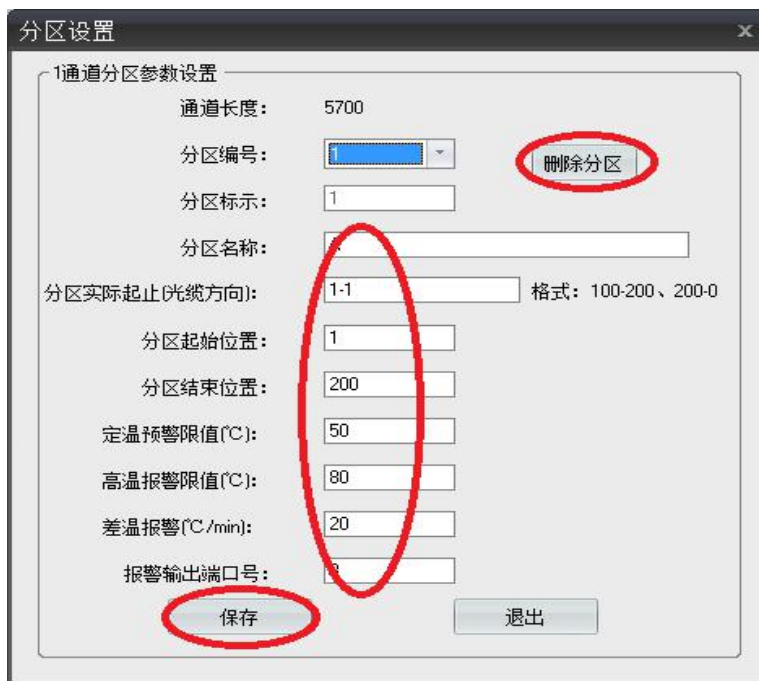 分区设置
x
1通道分区参数设置
通道长度： 5700
分区编号： 1
删除分区
分区标示： 1
分区名称：
分区实际起止(光缆方向)： 1-1 格式：100-200、200-0
分区起始位置： 1
分区结束位置： 200
定温预警限值(℃)： 50
高温报警限值(℃)： 80
差温报警(℃/min)： 20
报警输出端口号：
保存 退出